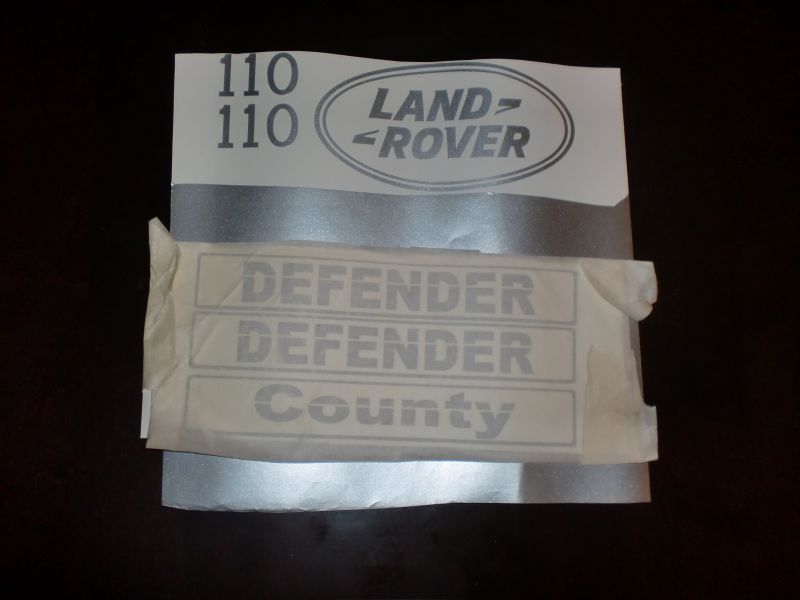 110
110
LAND
ROVER
DEFENDER
DEFENDER
County